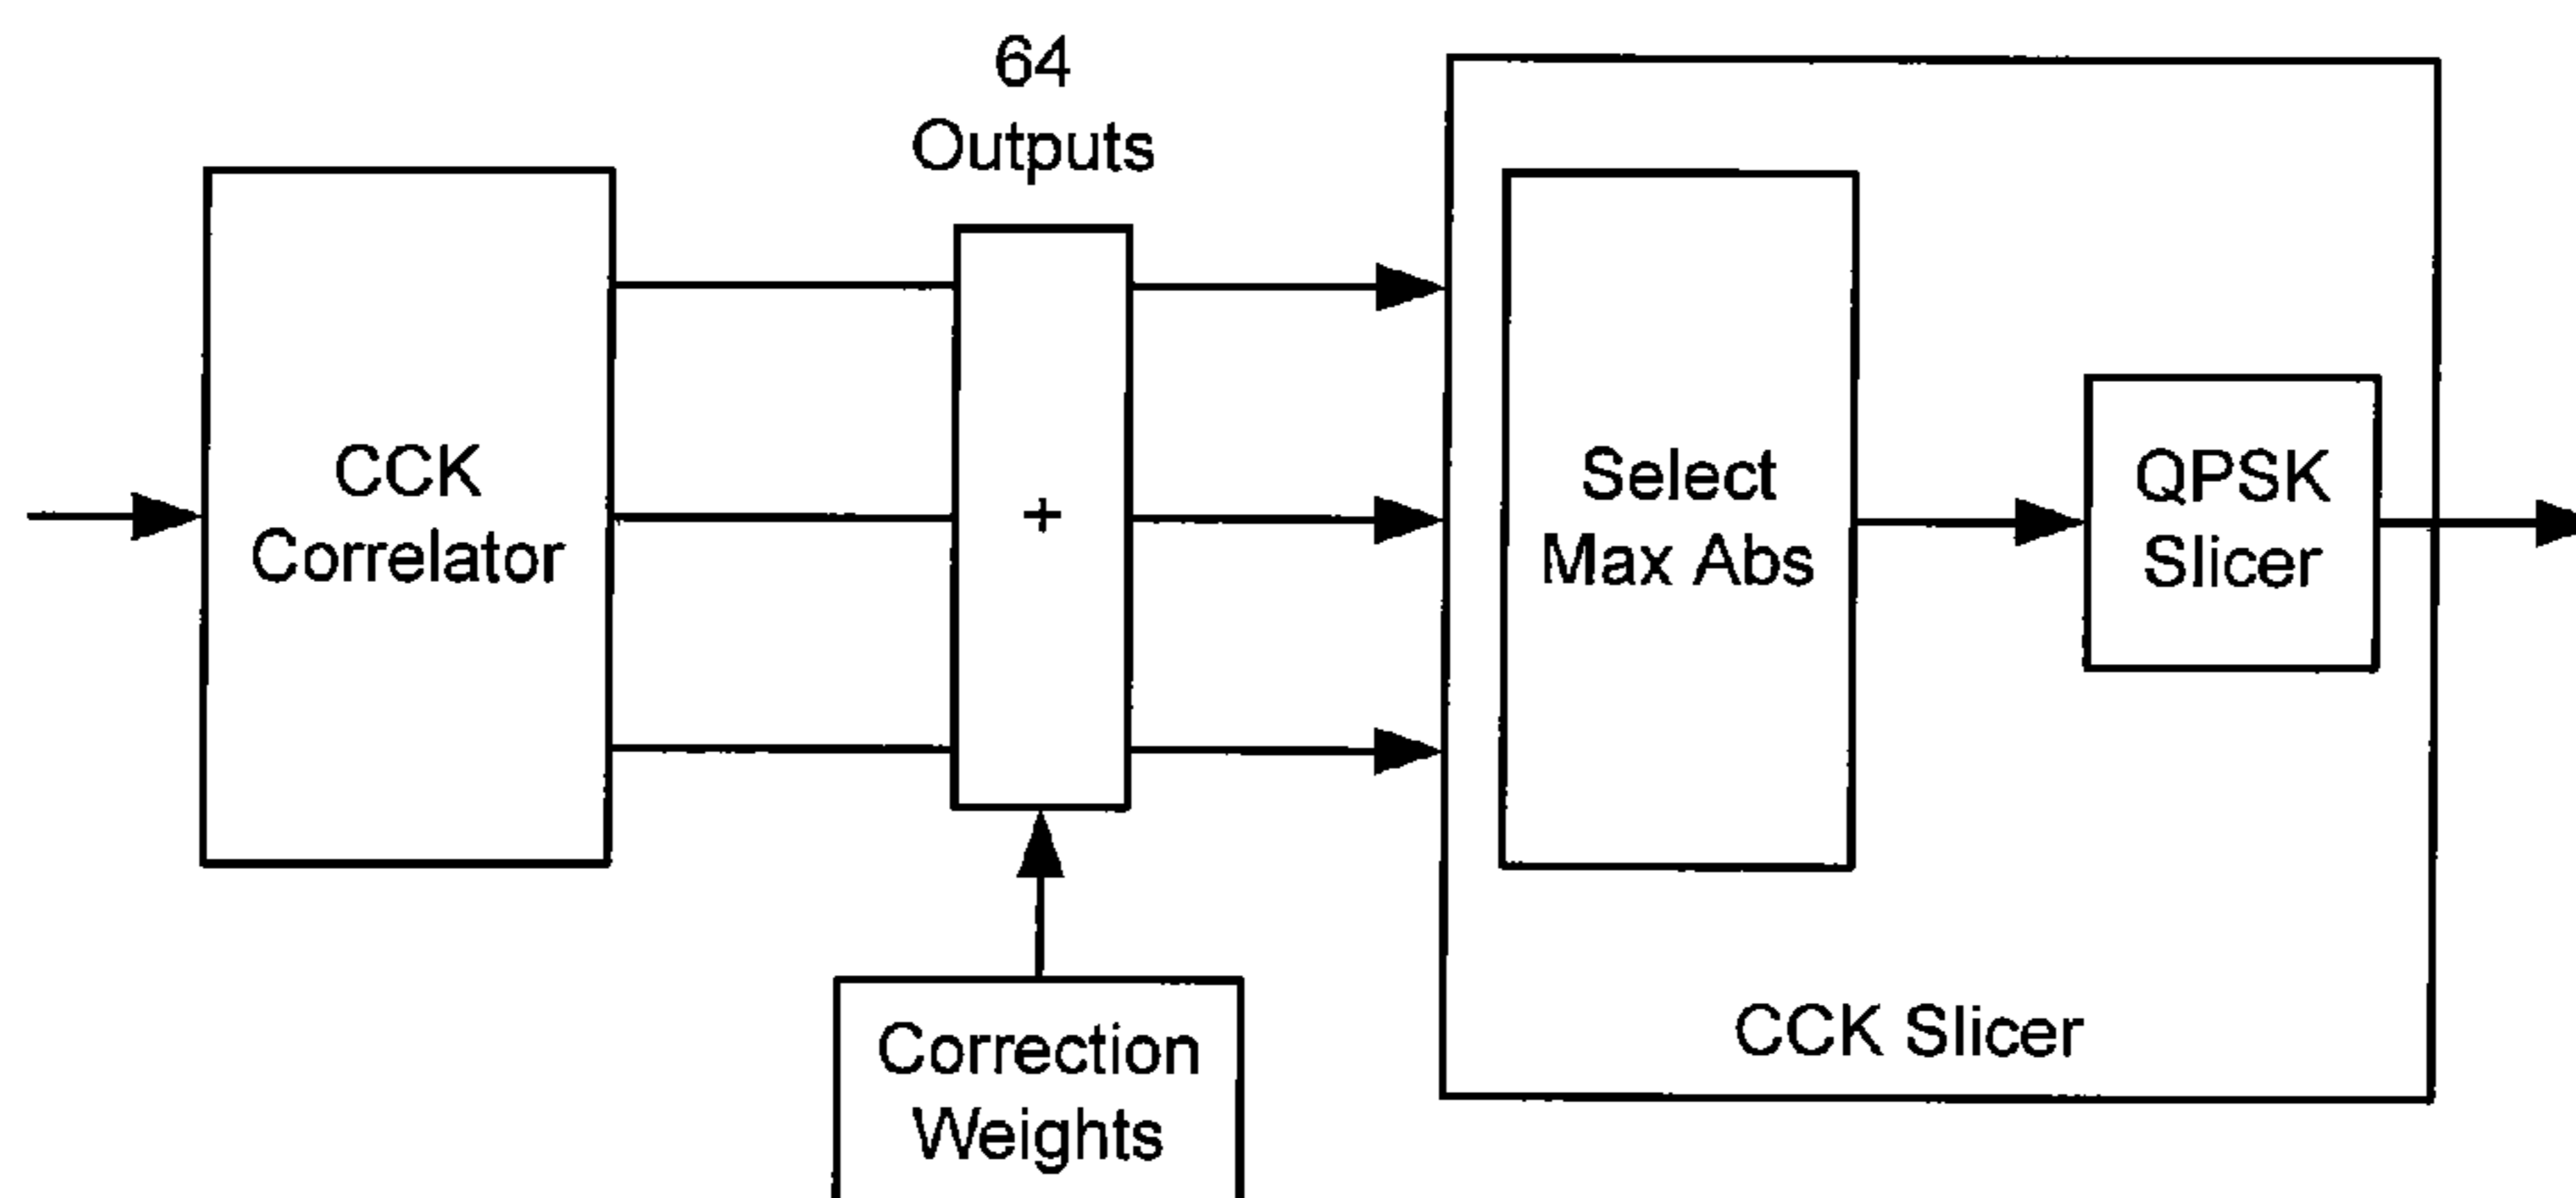 64
Outputs
CCK
Correlator
+
Select
Max Abs
QPSK
Slicer
CCK Slicer
Correction
Weights